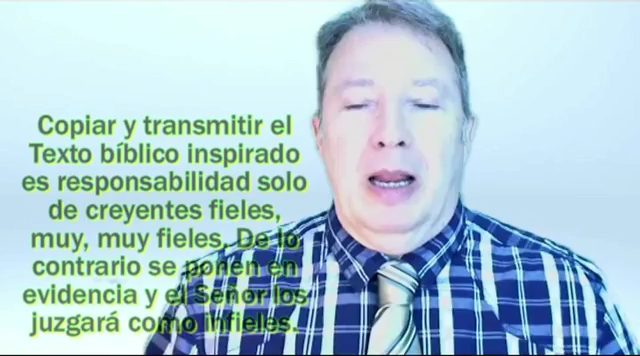 Copiar y transmitir el
Texto bíblico inspirado
es responsabilidad solo
de creyentes fieles,
muy, muy fieles. De lo
contrario se ponen en
evidencia y el Señor los
juzgará como infieles.